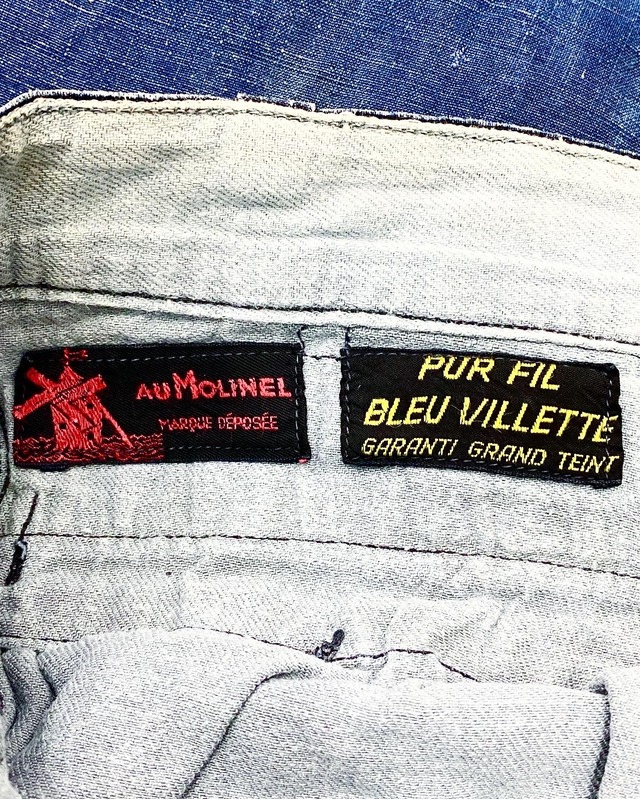 AU MOLINEL
MARQUE DÉPOSÉE
PUR FIL
BLEU VILLETTE
GARANTI GRAND TEINT